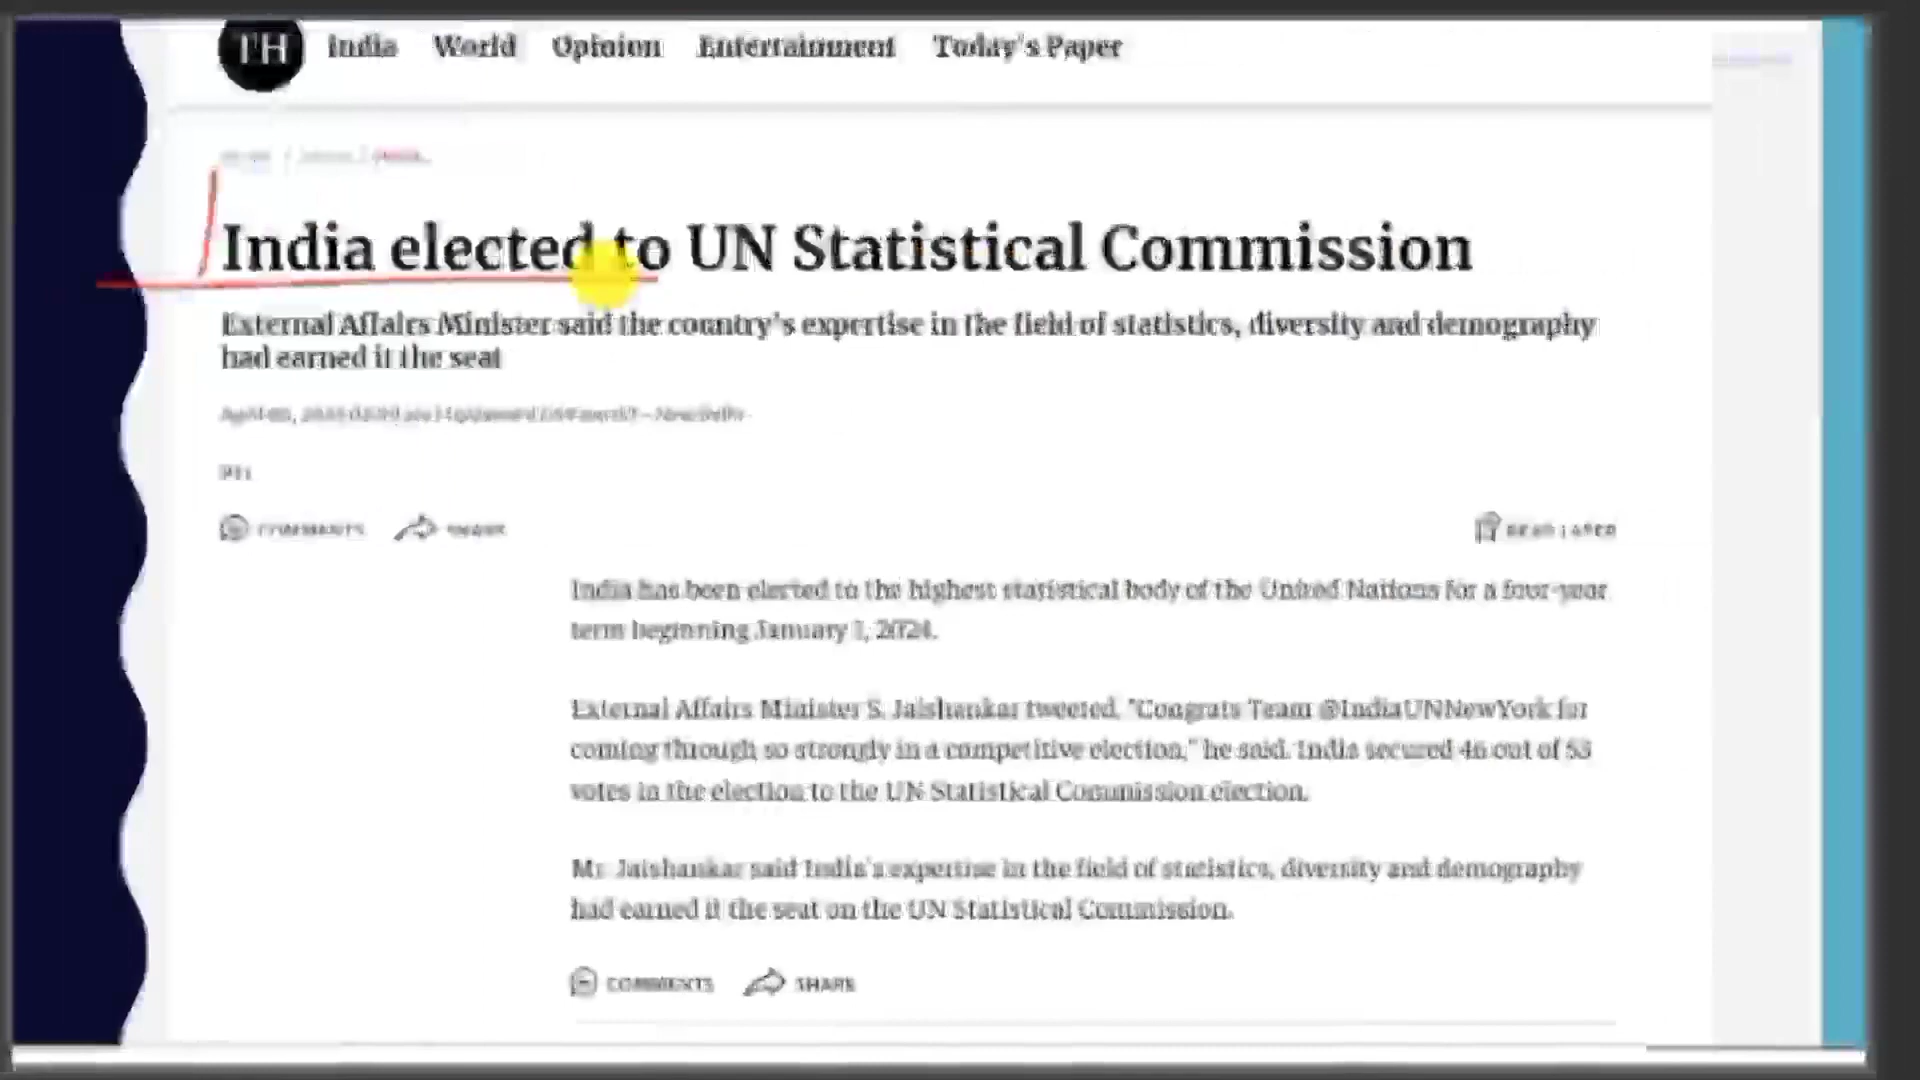 TH India World Opinion Entertainment Today's Paper
India elected to UN Statistical Commission
External Affairs Minister said the country's expertise in the field of statistics, diversity and demography
had earned it the seat
PTI
COMMENTS SHARE READ LATER
India has been elected to the highest statistical body of the United Nations for a four-year
term beginning January 1, 2024.
External Affairs Minister S. Jaishankar tweeted, "Congrats Team @IndiaUNNewYork for
coming through so strongly in a competitive election," he said. India secured 46 out of 53
votes in the election to the UN Statistical Commission election.
Mr. Jaishankar said India's expertise in the field of statistics, diversity and demography
had earned it the seat on the UN Statistical Commission.
COMMENTS SHARE